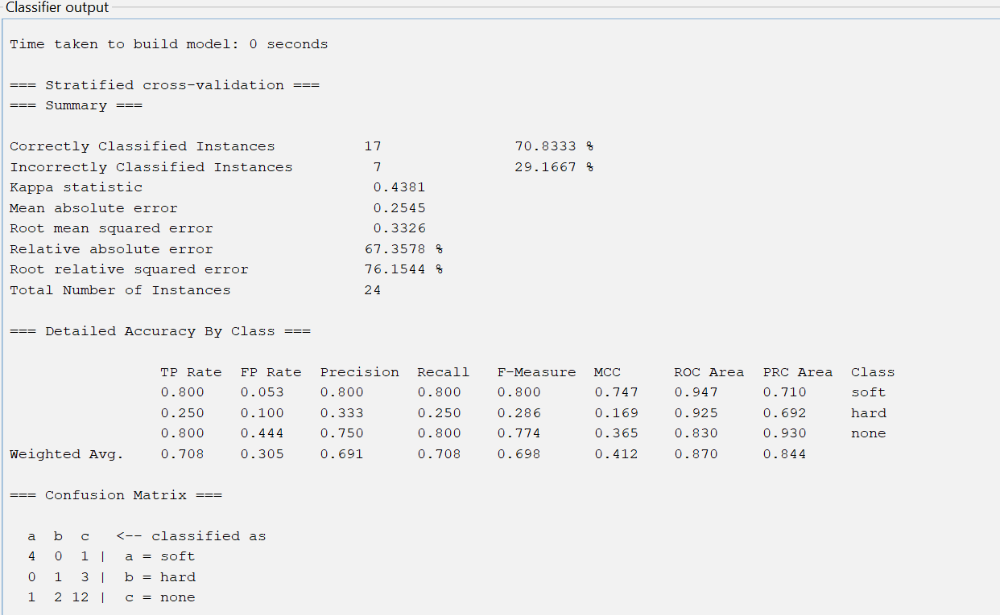 Classifier output
Time taken to build model: 0 seconds
=== Stratified cross-validation ===
=== Summary ===
Correctly Classified Instances          17               70.8333 %
Incorrectly Classified Instances         7               29.1667 %
Kappa statistic                          0.4381
Mean absolute error                      0.2545
Root mean squared error                  0.3326
Relative absolute error                 67.3578 %
Root relative squared error             76.1544 %
Total Number of Instances               24
=== Detailed Accuracy By Class ===
                 TP Rate  FP Rate  Precision  Recall   F-Measure  MCC      ROC Area  PRC Area  Class
                 0.800    0.053    0.800      0.800    0.800      0.747    0.947     0.710     soft
                 0.250    0.100    0.333      0.250    0.286      0.169    0.925     0.692     hard
                 0.800    0.444    0.750      0.800    0.774      0.365    0.830     0.930     none
Weighted Avg.    0.708    0.305    0.691      0.708    0.698      0.412    0.870     0.844
=== Confusion Matrix ===
  a  b  c   <-- classified as
  4  0  1 |  a = soft
  0  1  3 |  b = hard
  1  2 12 |  c = none